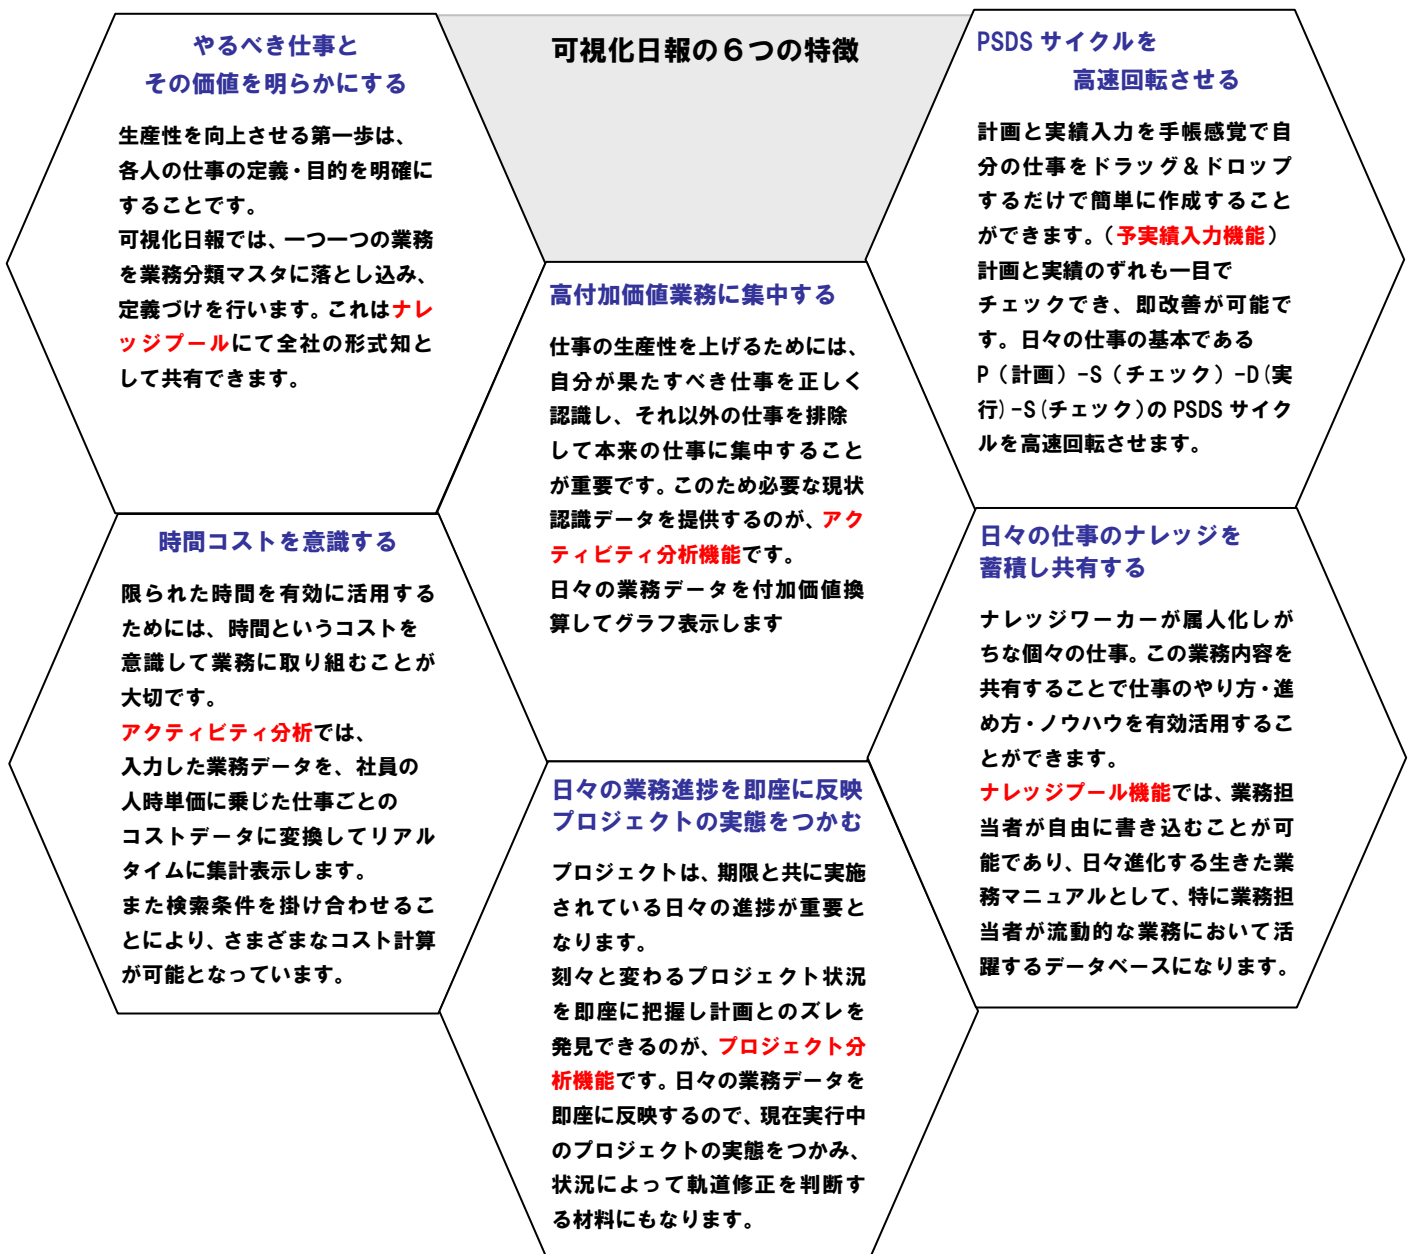 可視化日報の６つの特徴
やるべき仕事と
その価値を明らかにする
生産性を向上させる第一歩は、
各人の仕事の定義・目的を明確に
することです。
可視化日報では、一つ一つの業務
を業務分類マスタに落とし込み、
定義づけを行います。これはナレ
ッジプールにて全社の形式知と
して共有できます。
高付加価値業務に集中する
仕事の生産性を上げるためには、
自分が果たすべき仕事を正しく
認識し、それ以外の仕事を排除
して本来の仕事に集中すること
が重要です。このため必要な現状
認識データを提供するのが、アク
ティビティ分析機能です。
日々の業務データを付加価値換
算してグラフ表示します
PSDS サイクルを
高速回転させる
計画と実績入力を手帳感覚で自
分の仕事をドラッグ＆ドロップ
するだけで簡単に作成すること
ができます。（予実績入力機能）
計画と実績のずれも一目で
チェックでき、即改善が可能で
す。日々の仕事の基本である
P（計画）-S（チェック）-D(実
行)-S(チェック)の PSDS サイク
ルを高速回転させます。
時間コストを意識する
限られた時間を有効に活用する
ためには、時間というコストを
意識して業務に取り組むことが
大切です。
アクティビティ分析では、
入力した業務データを、社員の
人時単価に乗じた仕事ごとの
コストデータに変換してリアル
タイムに集計表示します。
また検索条件を掛け合わせるこ
とにより、さまざまなコスト計算
が可能となっています。
日々の業務進捗を即座に反映
プロジェクトの実態をつかむ
プロジェクトは、期限と共に実施
されている日々の進捗が重要と
なります。
刻々と変わるプロジェクト状況
を即座に把握し計画とのズレを
発見できるのが、プロジェクト分
析機能です。日々の業務データを
即座に反映するので、現在実行中
のプロジェクトの実態をつかみ、
状況によって軌道修正を判断す
る材料にもなります。
日々の仕事のナレッジを
蓄積し共有する
ナレッジワーカーが属人化しが
ちな個々の仕事。この業務内容を
共有することで仕事のやり方・進
め方・ノウハウを有効活用するこ
とができます。
ナレッジプール機能では、業務担
当者が自由に書き込むことが可
能であり、日々進化する生きた業
務マニュアルとして、特に業務担
当者が流動的な業務において活
躍するデータベースになります。